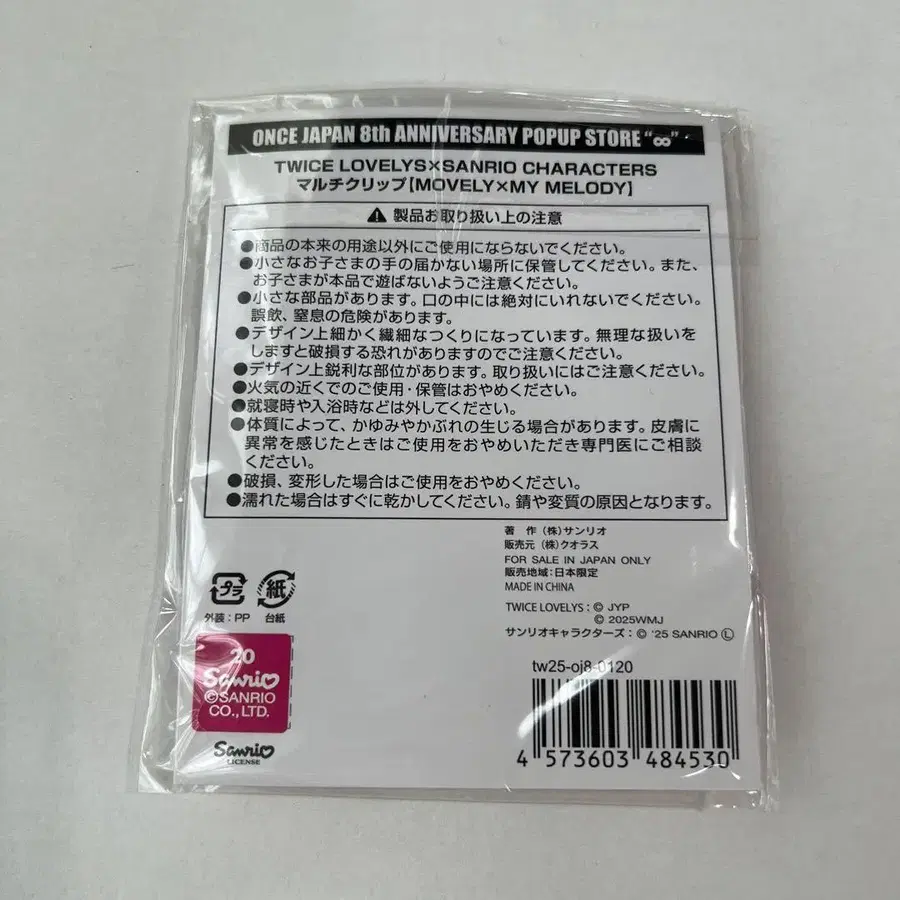 ONCE JAPAN 8th ANNIVERSARY POPUP STORE "∞"
TWICE LOVELYS×SANRIO CHARACTERS
マルチクリップ【MOVELY×MY MELODY】
⚠ 製品お取り扱い上の注意
●商品の本来の用途以外にご使用にならないでください。
●小さなお子さまの手の届かない場所に保管してください。また、
お子さまが本品で遊ばないようご注意ください。
●小さな部品があります。口の中には絶対にいれないでください。
誤飲、窒息の危険があります。
●デザイン上細かく繊細なつくりになっています。無理な扱いを
しますと破損する恐れがありますのでご注意ください。
●デザイン上鋭利な部位があります。取り扱いにはご注意ください。
●火気の近くでのご使用・保管はおやめください。
●就寝時や入浴時などは外してください。
●体質によって、かゆみやかぶれの生じる場合があります。皮膚に
異常を感じたときはご使用をおやめいただき専門医にご相談
ください。
●破損、変形した場合はご使用をおやめください。
●濡れた場合はすぐに乾かしてください。錆や変質の原因となります。
著 作 (株)サンリオ
販売元 (株)クオラス
FOR SALE IN JAPAN ONLY
販売地域:日本限定
MADE IN CHINA
TWICE LOVELYS:© JYP
© 2025WMJ
サンリオキャラクターズ:© '25 SANRIO Ⓛ
プラ 紙
外装:PP 台紙
20
Sanrio
©SANRIO
CO.,LTD.
Sanrio
LICENSE
tw25-oj8-0120
4 573603 484530